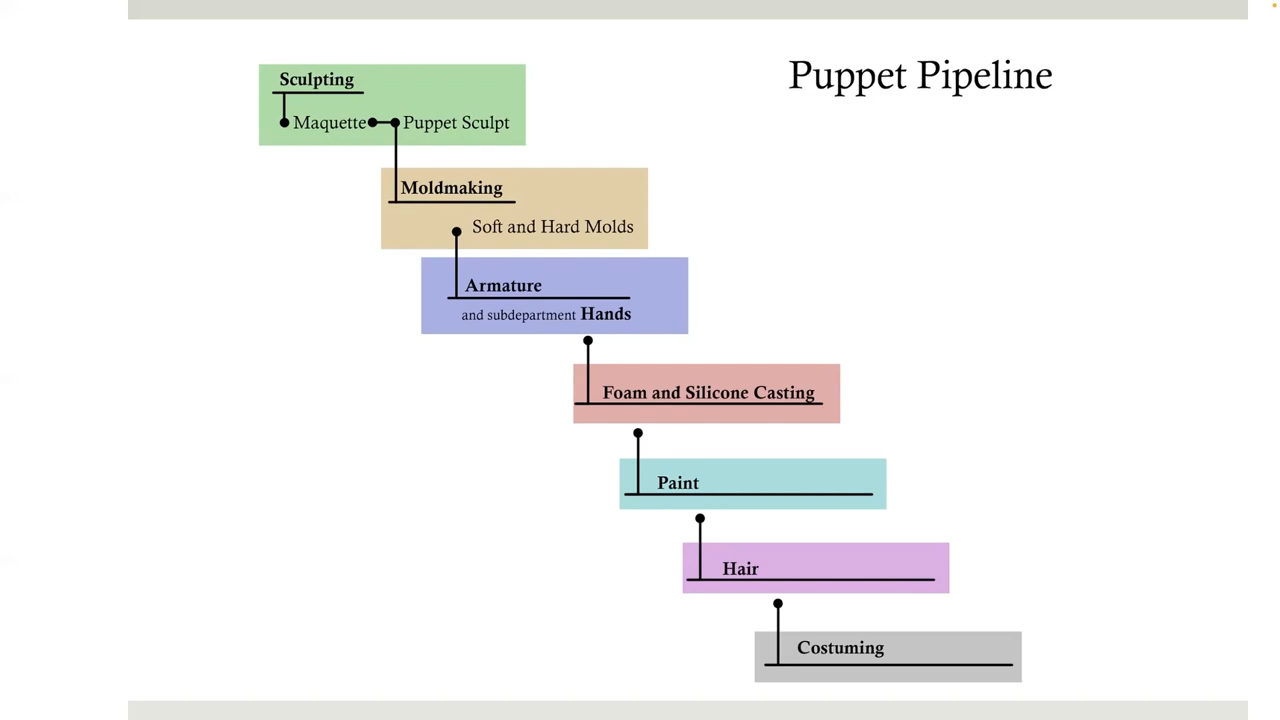 Puppet Pipeline
Sculpting
Maquette Puppet Sculpt
Moldmaking
Soft and Hard Molds
Armature
and subdepartment Hands
Foam and Silicone Casting
Paint
Hair
Costuming